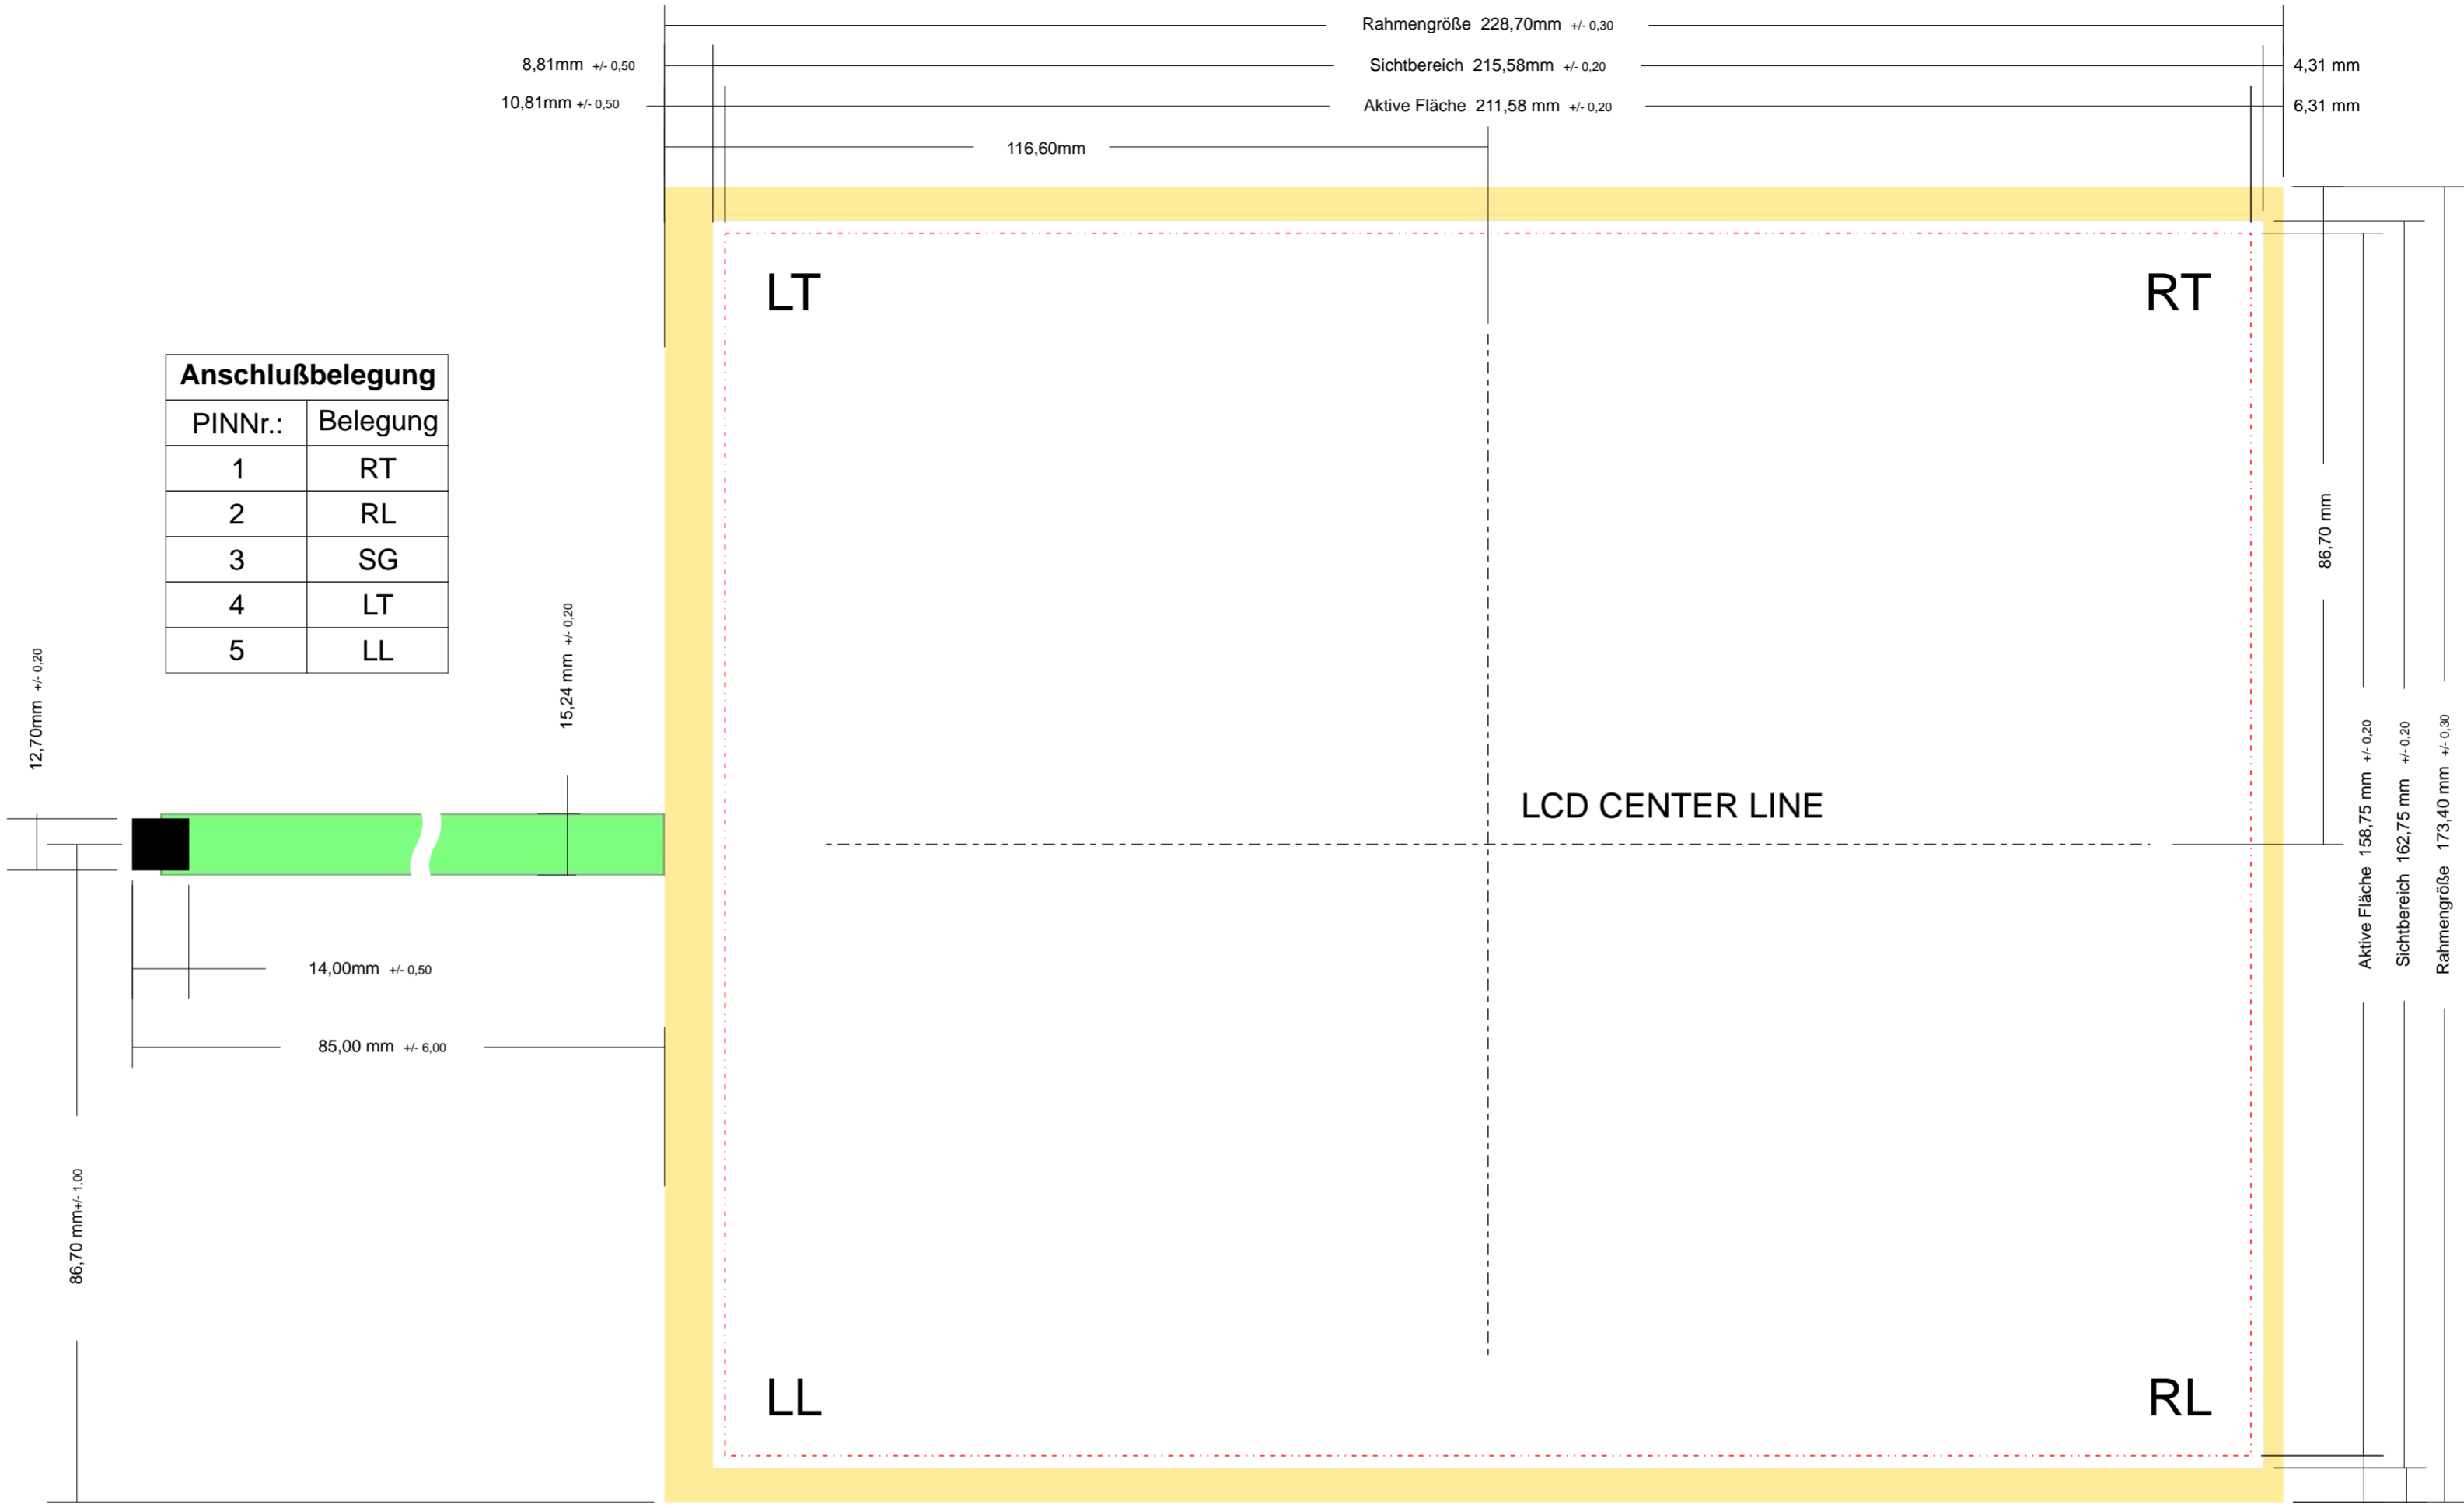 Rahmengröße 228,70mm +/- 0,30
8,81mm +/- 0,50
Sichtbereich 215,58mm +/- 0,20
4,31 mm
10,81mm +/- 0,50
Aktive Fläche 211,58 mm +/- 0,20
6,31 mm
116,60mm
LT
RT
Anschlußbelegung
PINNr.: Belegung
1 RT
2 RL
3 SG
4 LT
5 LL
86,70 mm
15,24 mm +/- 0,20
12,70mm +/- 0,20
LCD CENTER LINE
Aktive Fläche 158,75 mm +/- 0,20
Sichtbereich 162,75 mm +/- 0,20
Rahmengröße 173,40 mm +/- 0,30
14,00mm +/- 0,50
85,00 mm +/- 6,00
86,70 mm+/- 1,00
LL
RL